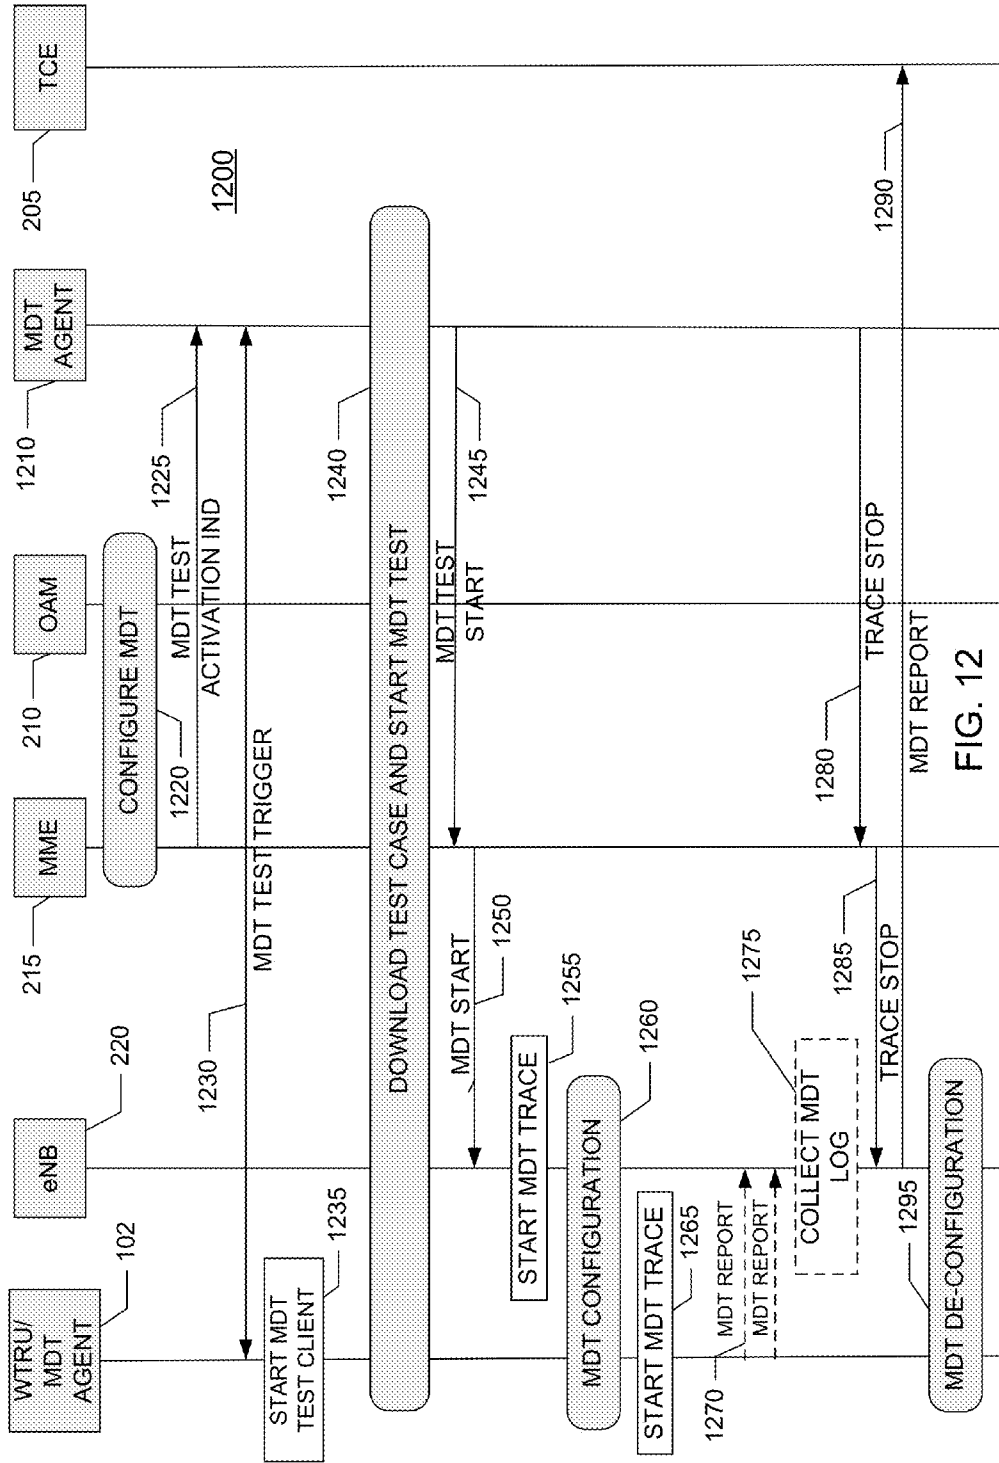 WTRU/
MDT
AGENT
102
eNB
220
MME
215
OAM
210
MDT
AGENT
1210
TCE
205
1200
CONFIGURE MDT
1220
MDT TEST
ACTIVATION IND
1225
MDT TEST TRIGGER
1230
START MDT
TEST CLIENT
1235
DOWNLOAD TEST CASE AND START MDT TEST
1240
MDT TEST
START
1245
MDT START
1250
START MDT TRACE
1255
MDT CONFIGURATION
1260
START MDT TRACE
1265
MDT REPORT
MDT REPORT
1270
COLLECT MDT
LOG
1275
TRACE STOP
1280
TRACE STOP
1285
MDT REPORT
1290
MDT DE-CONFIGURATION
1295
FIG. 12